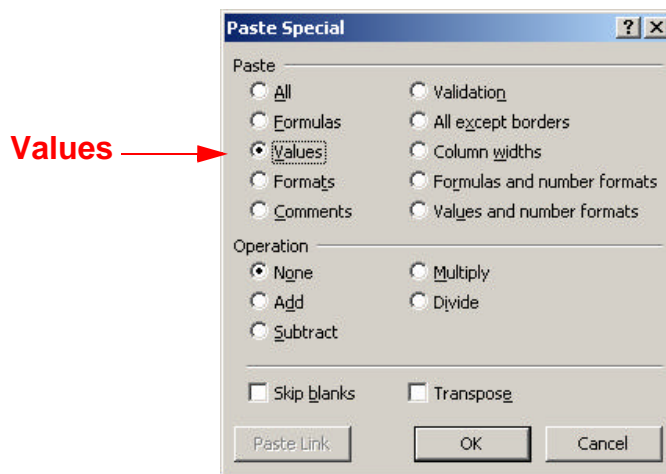 Paste Special
Paste
All
Validation
Formulas
All except borders
Values
Values
Column widths
Formats
Formulas and number formats
Comments
Values and number formats
Operation
None
Multiply
Add
Divide
Subtract
Skip blanks
Transpose
Paste Link
OK
Cancel